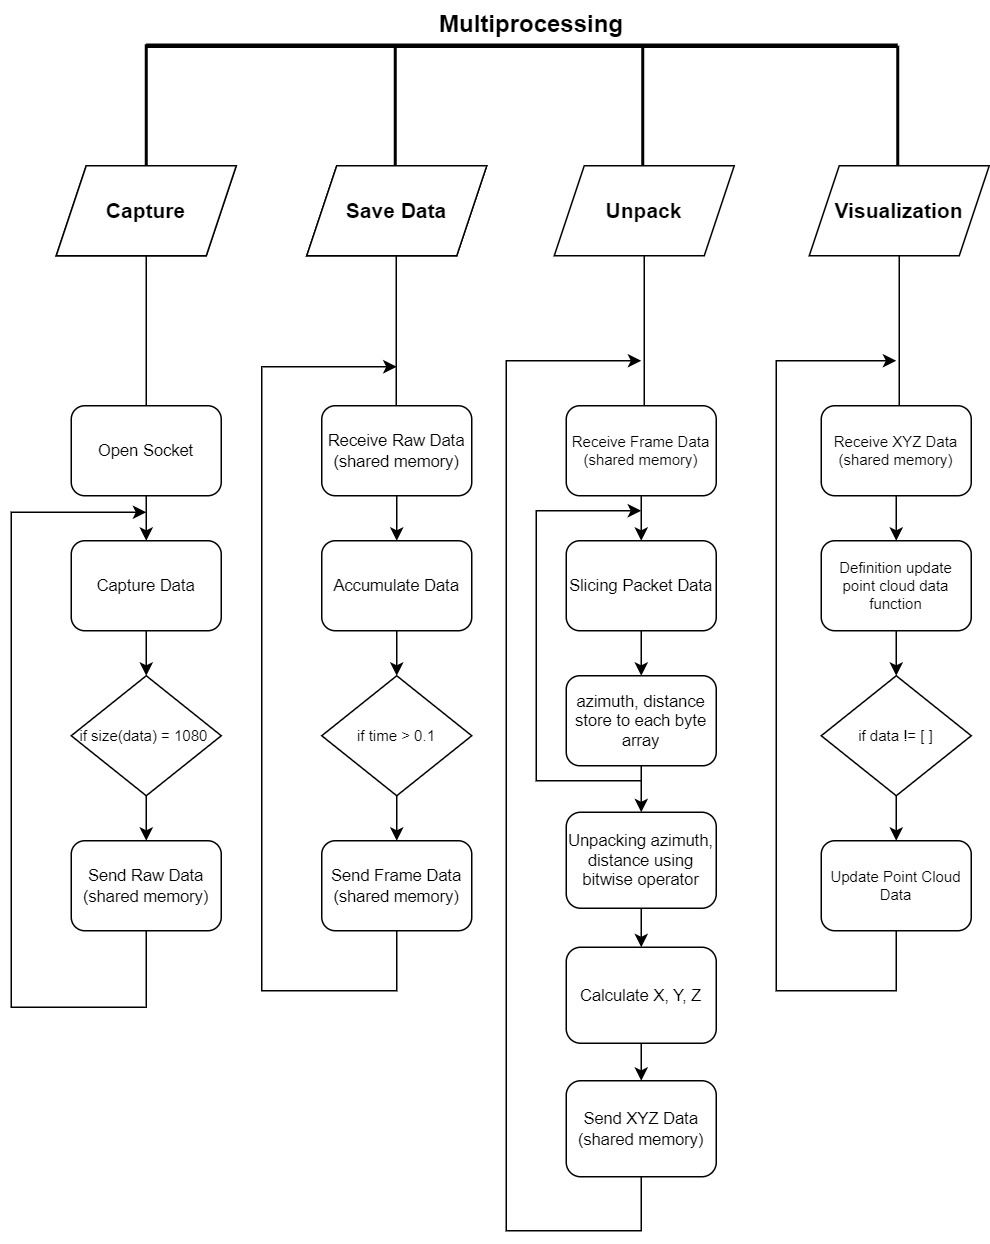 Multiprocessing
Capture
Open Socket
Capture Data
if size(data) = 1080
Send Raw Data
(shared memory)
Save Data
Receive Raw Data
(shared memory)
Accumulate Data
if time > 0.1
Send Frame Data
(shared memory)
Unpack
Receive Frame Data
(shared memory)
Slicing Packet Data
azimuth, distance
store to each byte
array
Unpacking azimuth,
distance using
bitwise operator
Calculate X, Y, Z
Send XYZ Data
(shared memory)
Visualization
Receive XYZ Data
(shared memory)
Definition update
point cloud data
function
if data != [ ]
Update Point Cloud
Data